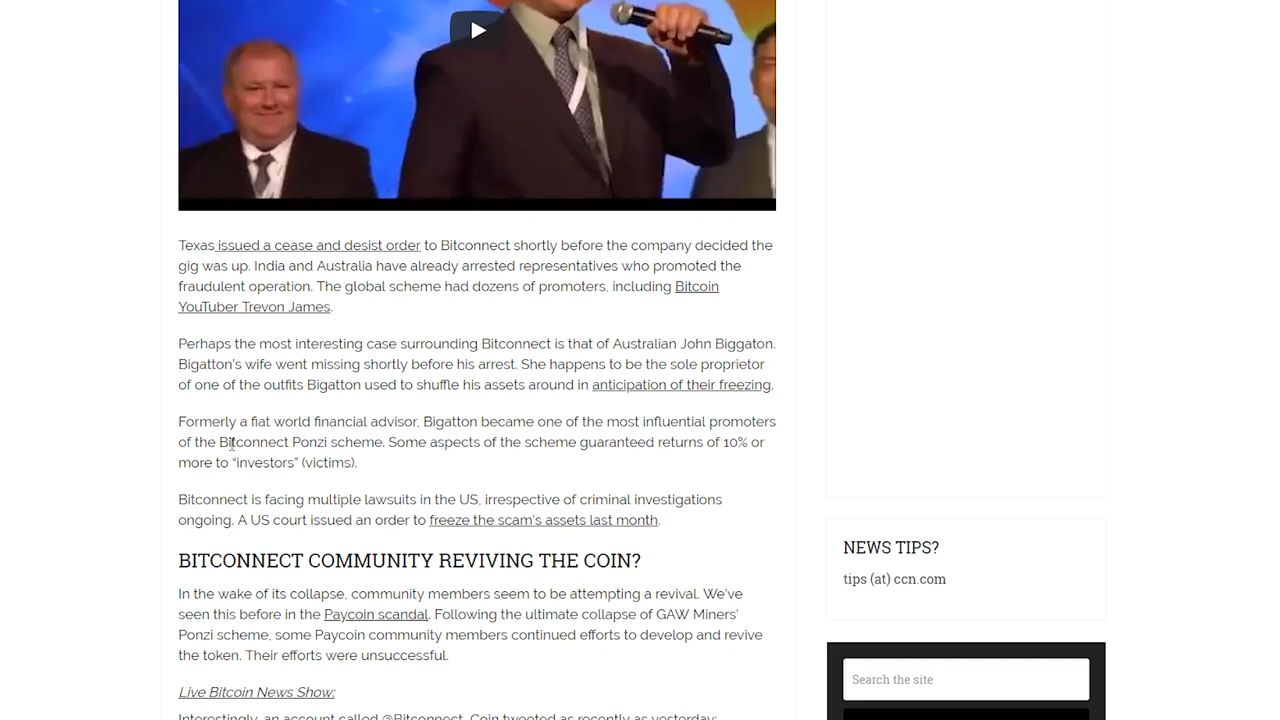 Texas issued a cease and desist order to Bitconnect shortly before the company decided the
gig was up. India and Australia have already arrested representatives who promoted the
fraudulent operation. The global scheme had dozens of promoters, including Bitcoin
YouTuber Trevon James.
Perhaps the most interesting case surrounding Bitconnect is that of Australian John Biggaton.
Bigatton's wife went missing shortly before his arrest. She happens to be the sole proprietor
of one of the outfits Bigatton used to shuffle his assets around in anticipation of their freezing.
Formerly a fiat world financial advisor, Bigatton became one of the most influential promoters
of the Bitconnect Ponzi scheme. Some aspects of the scheme guaranteed returns of 10% or
more to “investors” (victims).
Bitconnect is facing multiple lawsuits in the US, irrespective of criminal investigations
ongoing. A US court issued an order to freeze the scam's assets last month.
BITCONNECT COMMUNITY REVIVING THE COIN?
In the wake of its collapse, community members seem to be attempting a revival. We've
seen this before in the Paycoin scandal. Following the ultimate collapse of GAW Miners'
Ponzi scheme, some Paycoin community members continued efforts to develop and revive
the token. Their efforts were unsuccessful.
Live Bitcoin News Show:
Interestingly, an account called @Bitconnect_Coin tweeted as recently as yesterday:
NEWS TIPS?
tips (at) ccn.com
Search the site